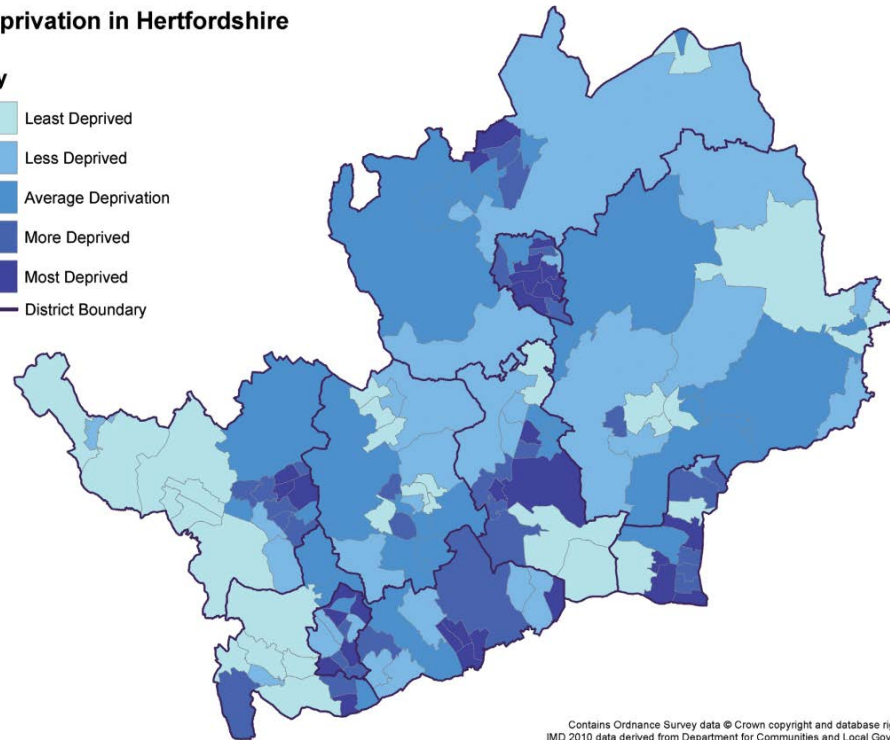 privation in Hertfordshire
y
Least Deprived
Less Deprived
Average Deprivation
More Deprived
Most Deprived
District Boundary
Contains Ordnance Survey data © Crown copyright and database rig
IMD 2010 data derived from Department for Communities and Local Gov